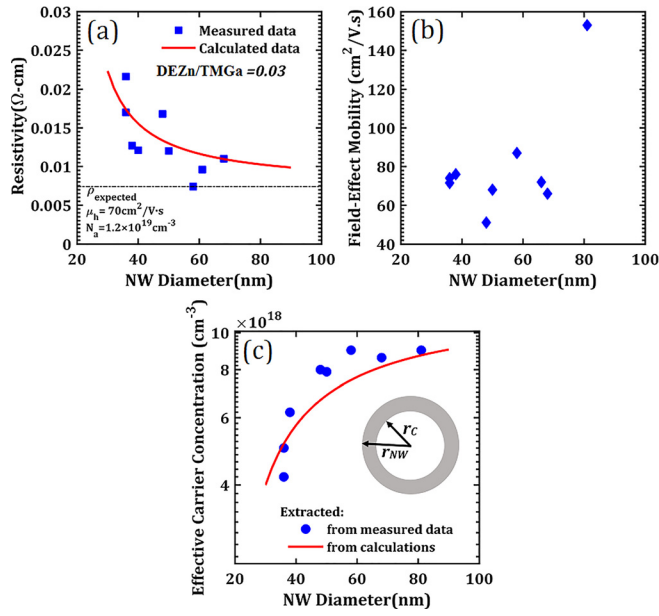 (a)
Resistivity(Ω-cm)
0.03
0.025
0.02
0.015
0.01
0.005
0
Measured data
Calculated data
DEZn/TMGa =0.03
ρexpected
μh= 70cm²/V·s
Na=1.2×10¹⁹cm⁻³
20 40 60 80 100
NW Diameter(nm)
(b)
Field-Effect Mobility (cm²/V.s)
160
140
120
100
80
60
40
20 40 60 80 100
NW Diameter(nm)
(c)
Effective Carrier Concentration (cm⁻³)
×10¹⁸
10
8
6
4
rC
rNW
Extracted:
from measured data
from calculations
20 40 60 80 100
NW Diameter(nm)